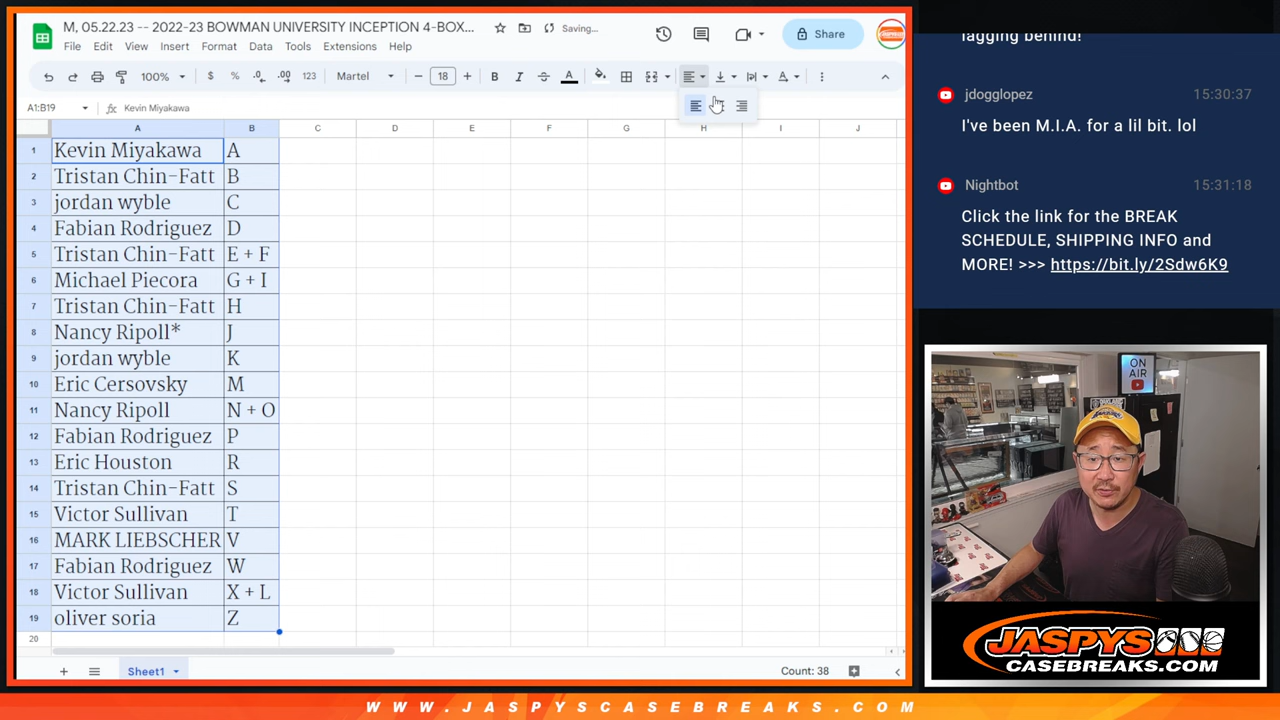 M, 05.22.23 -- 2022-23 BOWMAN UNIVERSITY INCEPTION 4-BOX...
Saving...
Share
File Edit View Insert Format Data Tools Extensions Help
100% $ % .0 .00 123 Martel 18 B I A
A1:B19 fx Kevin Miyakawa
A B C D E F G H I J
1 Kevin Miyakawa A
2 Tristan Chin-Fatt B
3 jordan wyble C
4 Fabian Rodriguez D
5 Tristan Chin-Fatt E + F
6 Michael Piecora G + I
7 Tristan Chin-Fatt H
8 Nancy Ripoll* J
9 jordan wyble K
10 Eric Cersovsky M
11 Nancy Ripoll N + O
12 Fabian Rodriguez P
13 Eric Houston R
14 Tristan Chin-Fatt S
15 Victor Sullivan T
16 MARK LIEBSCHER V
17 Fabian Rodriguez W
18 Victor Sullivan X + L
19 oliver soria Z
20
Sheet1
Count: 38
lagging behind!
jdogglopez 15:30:37
I've been M.I.A. for a lil bit. lol
Nightbot 15:31:18
Click the link for the BREAK
SCHEDULE, SHIPPING INFO and
MORE! >>> https://bit.ly/2Sdw6K9
ON
AIR
JASPYS
CASEBREAKS.COM
WWW.JASPYSCASEBREAKS.COM